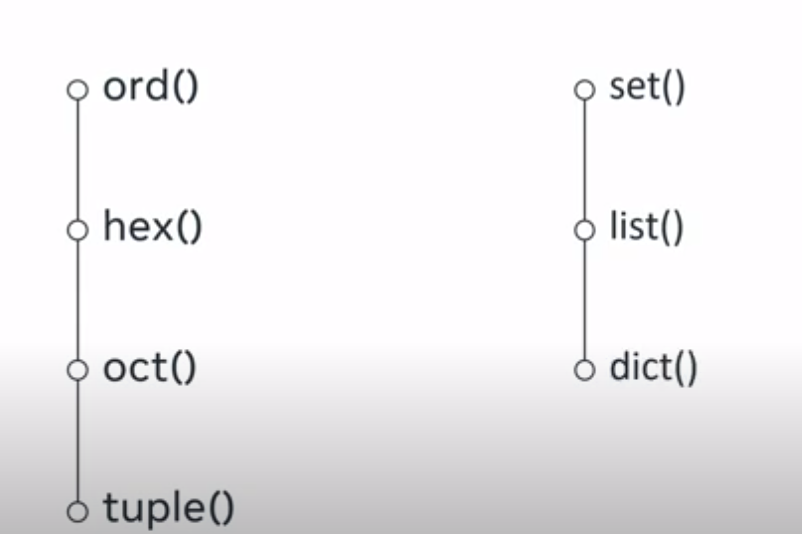 ord()
hex()
oct()
tuple()
set()
list()
dict()